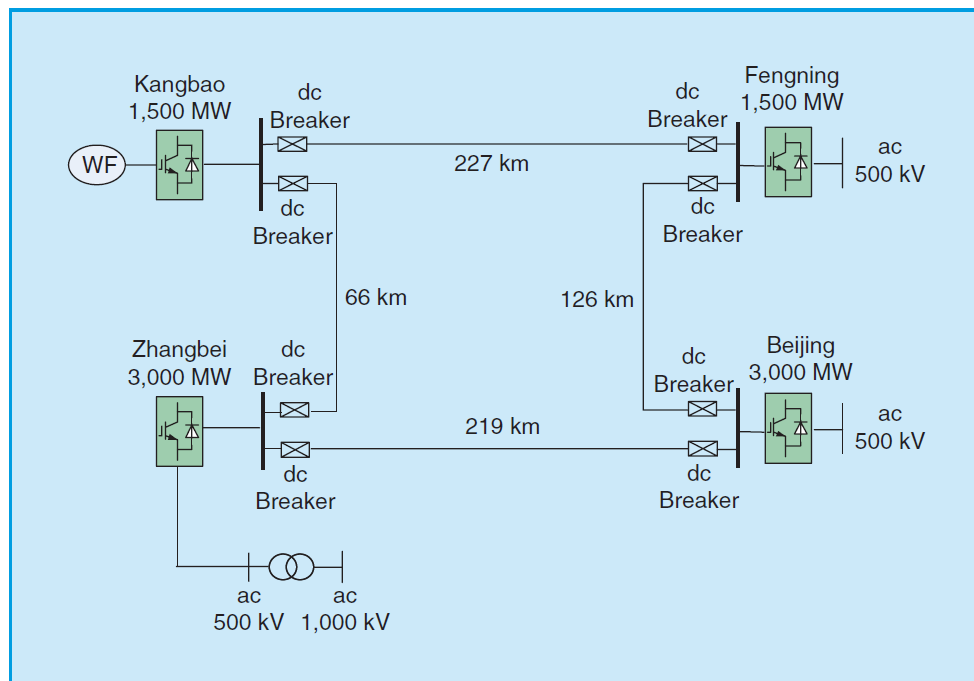 Kangbao
1,500 MW
dc
Breaker
dc
Breaker
Fengning
1,500 MW
WF
227 km
ac
500 kV
dc
Breaker
dc
Breaker
66 km
126 km
Zhangbei
3,000 MW
dc
Breaker
dc
Breaker
Beijing
3,000 MW
219 km
ac
500 kV
dc
Breaker
dc
Breaker
ac
500 kV
ac
1,000 kV